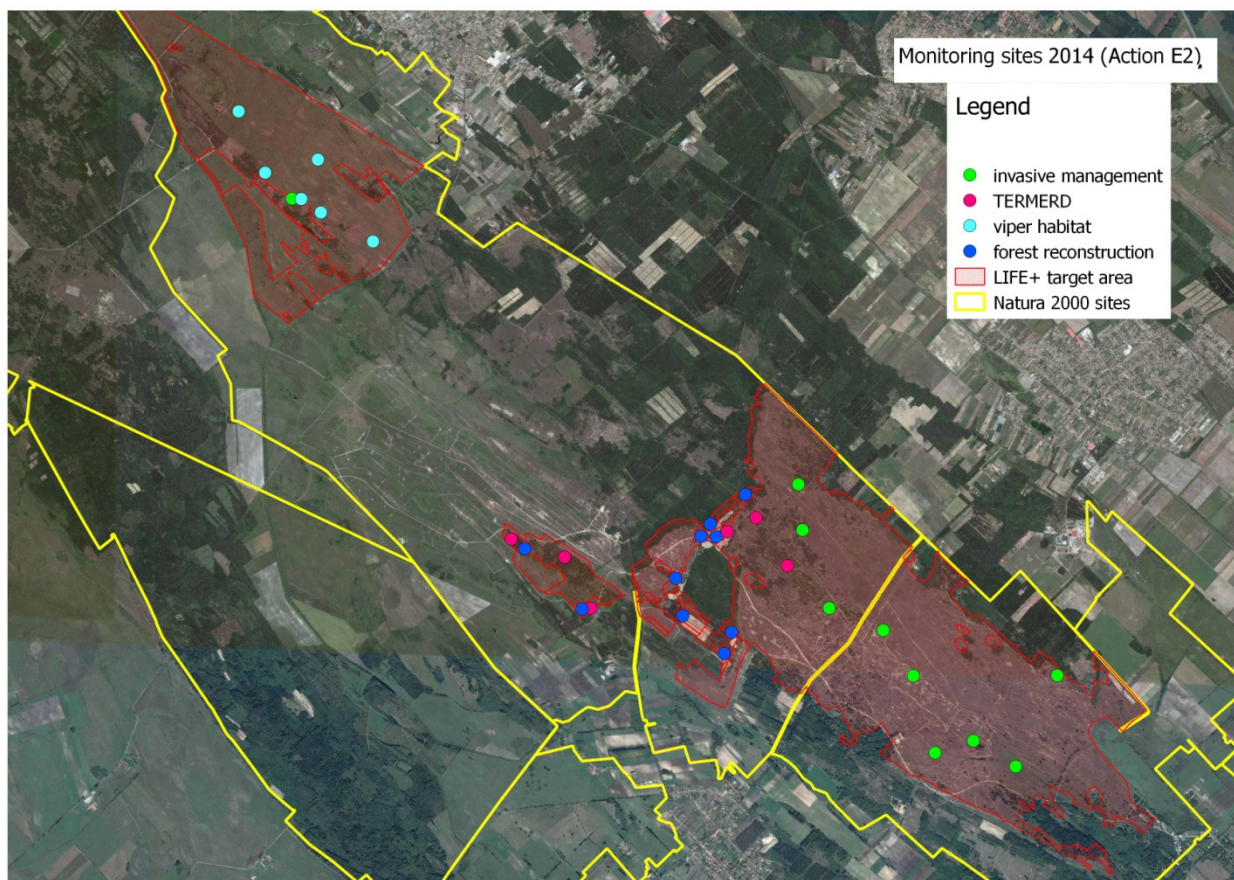 Monitoring sites 2014 (Action E2)
Legend
invasive management
TERMERD
viper habitat
forest reconstruction
LIFE+ target area
Natura 2000 sites